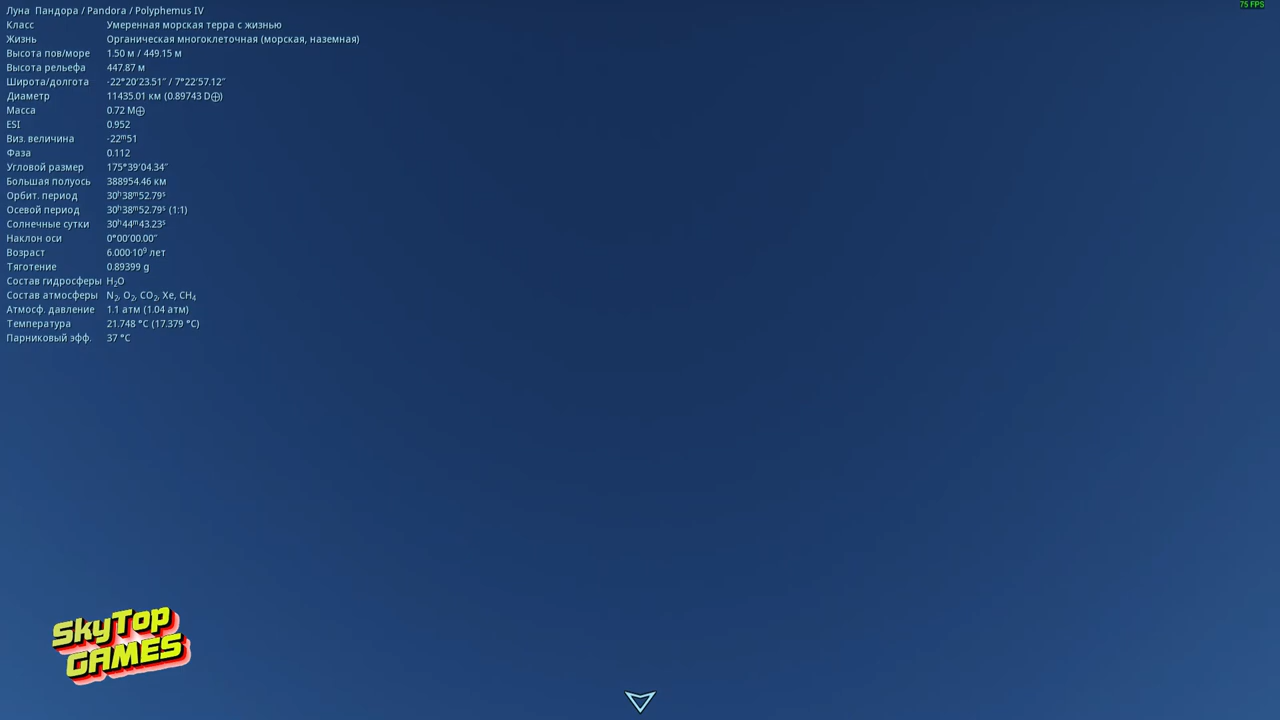 75 FPS
Луна Пандора / Pandora / Polyphemus IV
Класс Умеренная морская терра с жизнью
Жизнь Органическая многоклеточная (морская, наземная)
Высота пов/море 1.50 м / 449.15 м
Высота рельефа 447.87 м
Широта/долгота -22°20′23.51″ / 7°22′57.12″
Диаметр 11435.01 км (0.89743 D⊕)
Масса 0.72 M⊕
ESI 0.952
Виз. величина -22ᵐ51
Фаза 0.112
Угловой размер 175°39′04.34″
Большая полуось 388954.46 км
Орбит. период 30ʰ38ᵐ52.79ˢ
Осевой период 30ʰ38ᵐ52.79ˢ (1:1)
Солнечные сутки 30ʰ44ᵐ43.23ˢ
Наклон оси 0°00′00.00″
Возраст 6.000·10⁹ лет
Тяготение 0.89399 g
Состав гидросферы H₂O
Состав атмосферы N₂, O₂, CO₂, Xe, CH₄
Атмосф. давление 1.1 атм (1.04 атм)
Температура 21.748 °C (17.379 °C)
Парниковый эфф. 37 °C
SkyTop
GAMES